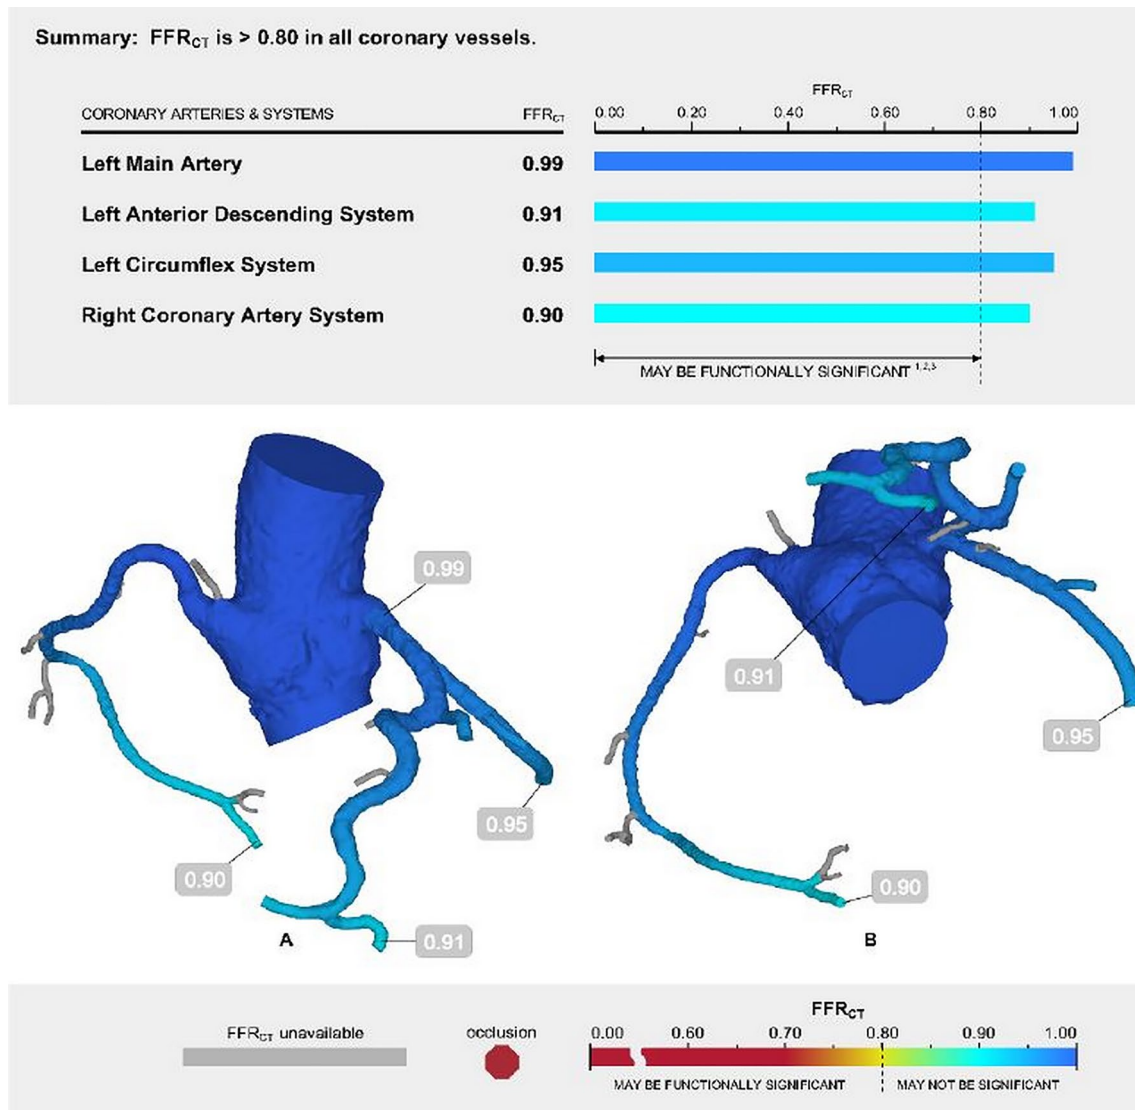 Summary: FFRCT is > 0.80 in all coronary vessels.
FFRCT
CORONARY ARTERIES & SYSTEMS FFRCT 0.00 0.20 0.40 0.60 0.80 1.00
Left Main Artery 0.99
Left Anterior Descending System 0.91
Left Circumflex System 0.95
Right Coronary Artery System 0.90
MAY BE FUNCTIONALLY SIGNIFICANT 1,2,3
0.99
0.95
0.90
0.91
A
0.91
0.95
0.90
B
FFRCT unavailable
occlusion
FFRCT
0.00 0.60 0.70 0.80 0.90 1.00
MAY BE FUNCTIONALLY SIGNIFICANT MAY NOT BE SIGNIFICANT